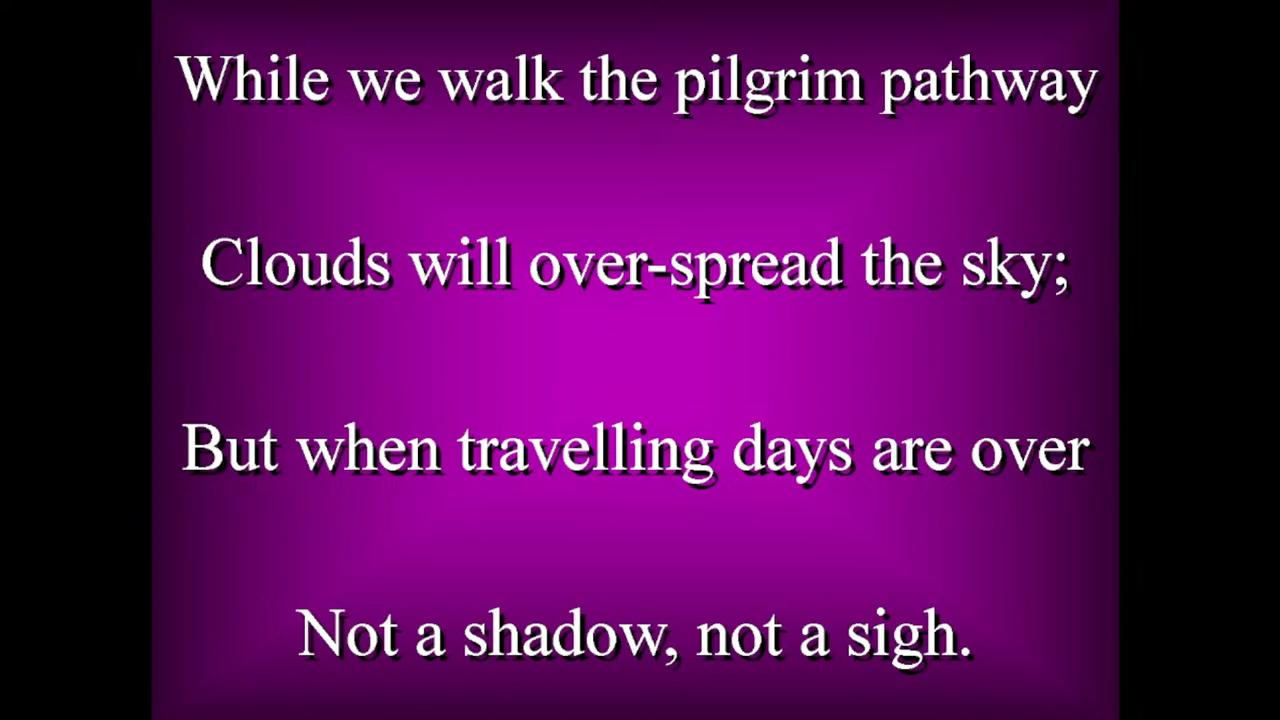 While we walk the pilgrim pathway
Clouds will over-spread the sky;
But when travelling days are over
Not a shadow, not a sigh.